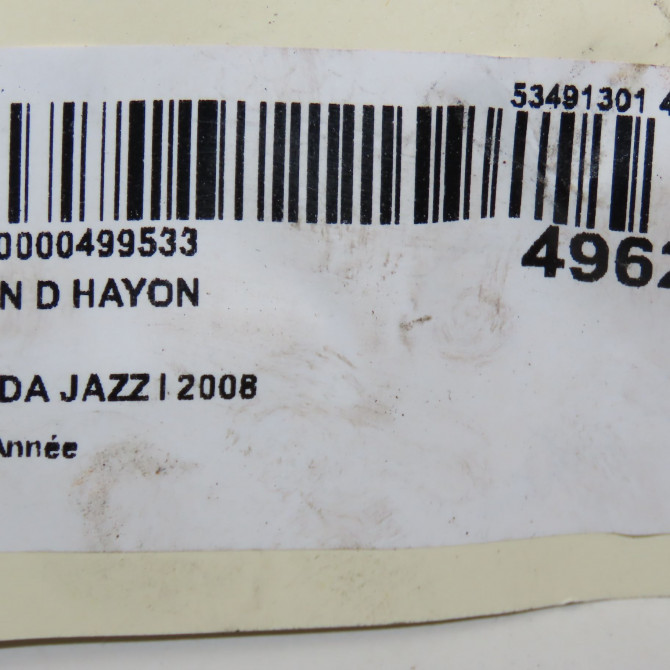 53491301 4
0000499533
4962
N D HAYON
DA JAZZ I 2008
Année